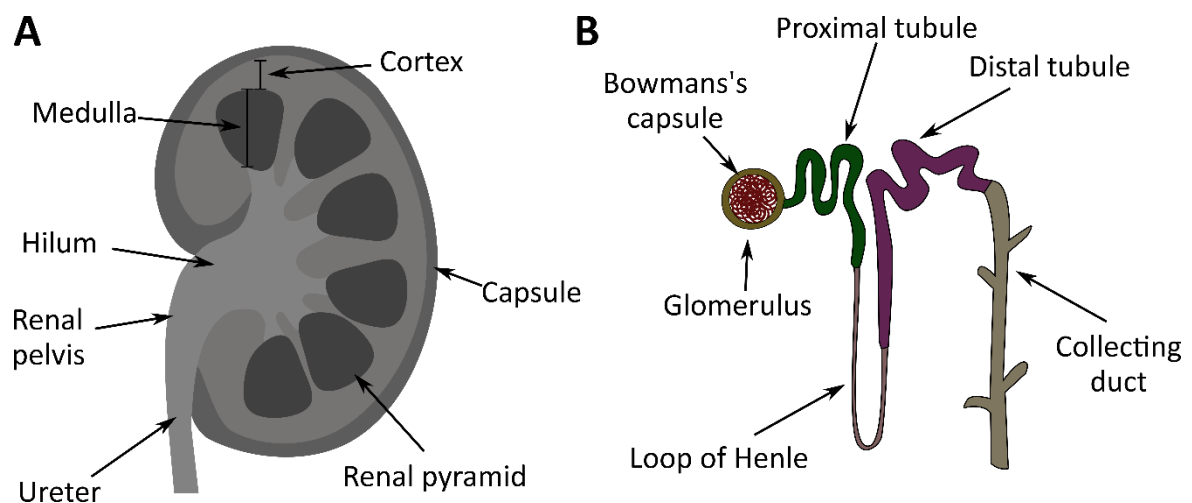 A
Cortex
Medulla
Hilum
Renal
pelvis
Capsule
Ureter
Renal pyramid
B
Proximal tubule
Distal tubule
Bowmans's
capsule
Glomerulus
Collecting
duct
Loop of Henle